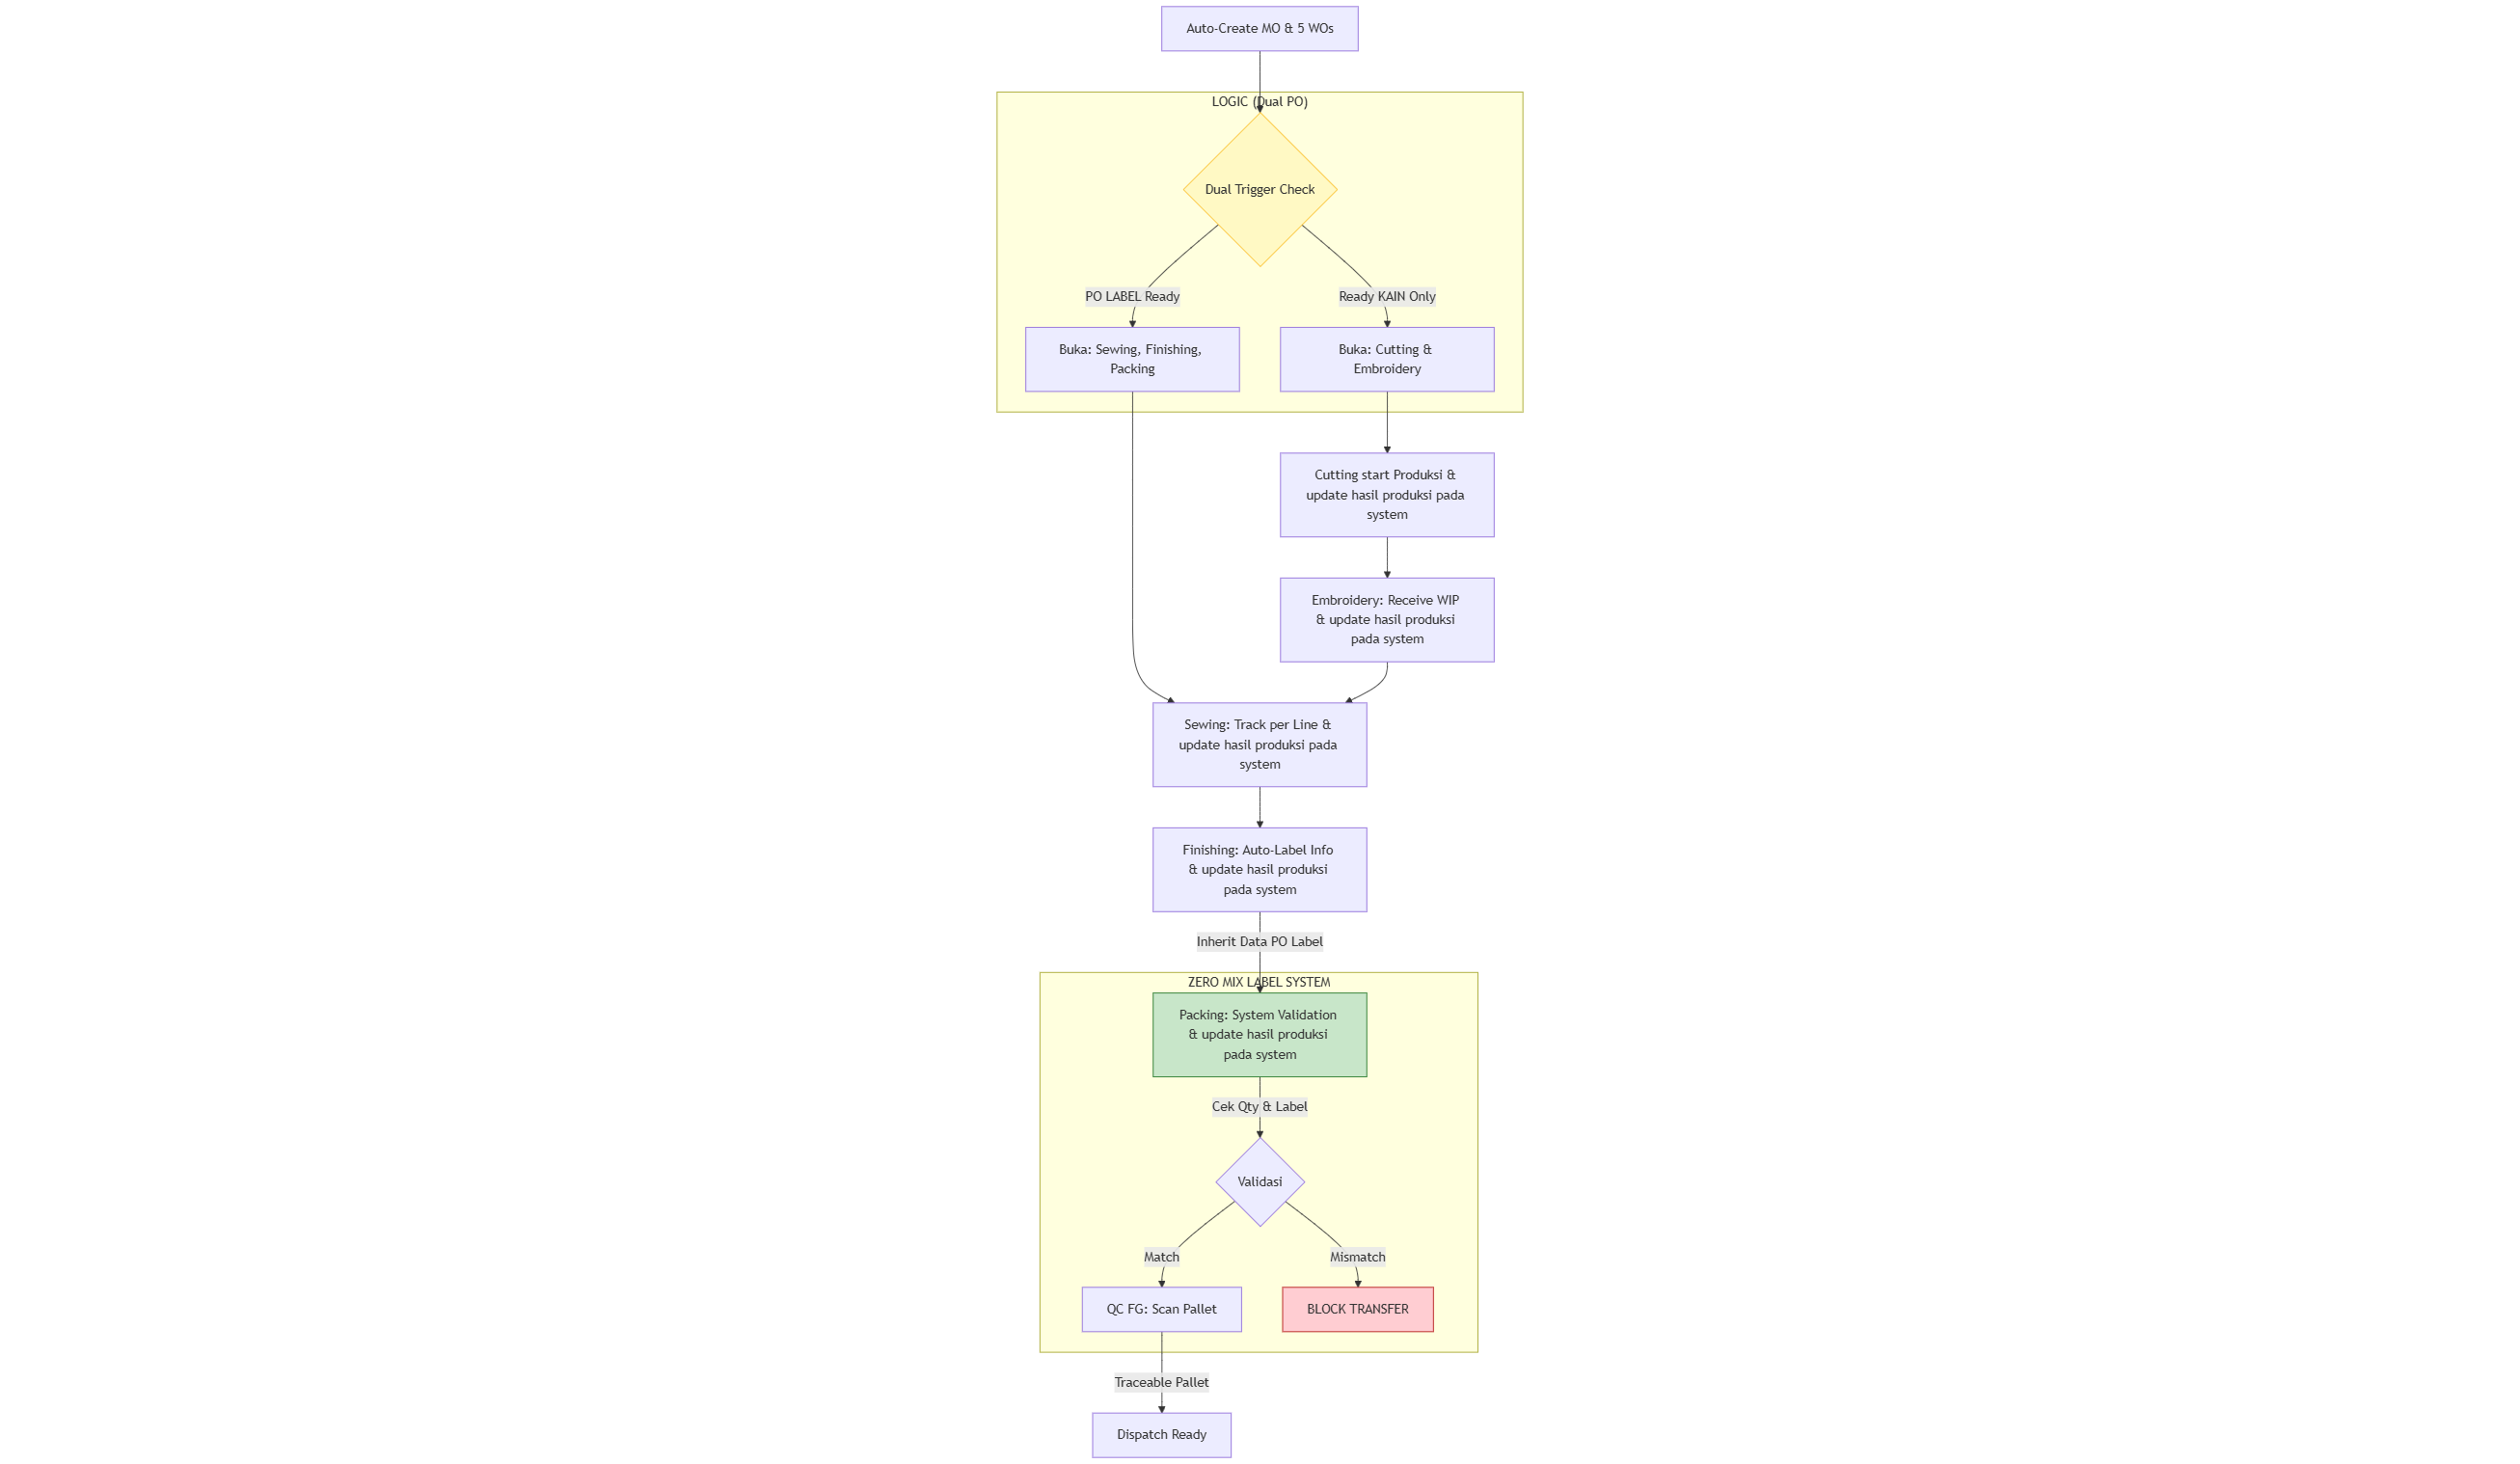 Auto-Create MO & 5 WOs
LOGIC (Dual PO)
Dual Trigger Check
PO LABEL Ready
Ready KAIN Only
Buka: Sewing, Finishing,
Packing
Buka: Cutting &
Embroidery
Cutting start Produksi &
update hasil produksi pada
system
Embroidery: Receive WIP
& update hasil produksi
pada system
Sewing: Track per Line &
update hasil produksi pada
system
Finishing: Auto-Label Info
& update hasil produksi
pada system
Inherit Data PO Label
ZERO MIX LABEL SYSTEM
Packing: System Validation
& update hasil produksi
pada system
Cek Qty & Label
Validasi
Match
Mismatch
QC FG: Scan Pallet
BLOCK TRANSFER
Traceable Pallet
Dispatch Ready